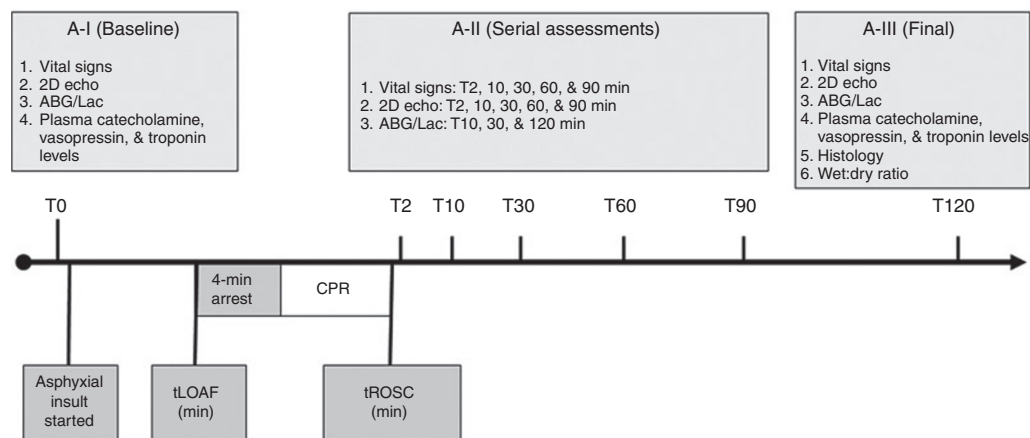 A-I (Baseline)
1. Vital signs
2. 2D echo
3. ABG/Lac
4. Plasma catecholamine,
vasopressin, & troponin
levels
A-II (Serial assessments)
1. Vital signs: T2, 10, 30, 60, & 90 min
2. 2D echo: T2, 10, 30, 60, & 90 min
3. ABG/Lac: T10, 30, & 120 min
A-III (Final)
1. Vital signs
2. 2D echo
3. ABG/Lac
4. Plasma catecholamine,
vasopressin, & troponin levels
5. Histology
6. Wet:dry ratio
T0
T2
T10
T30
T60
T90
T120
4-min
arrest
CPR
Asphyxial
insult
started
tLOAF
(min)
tROSC
(min)